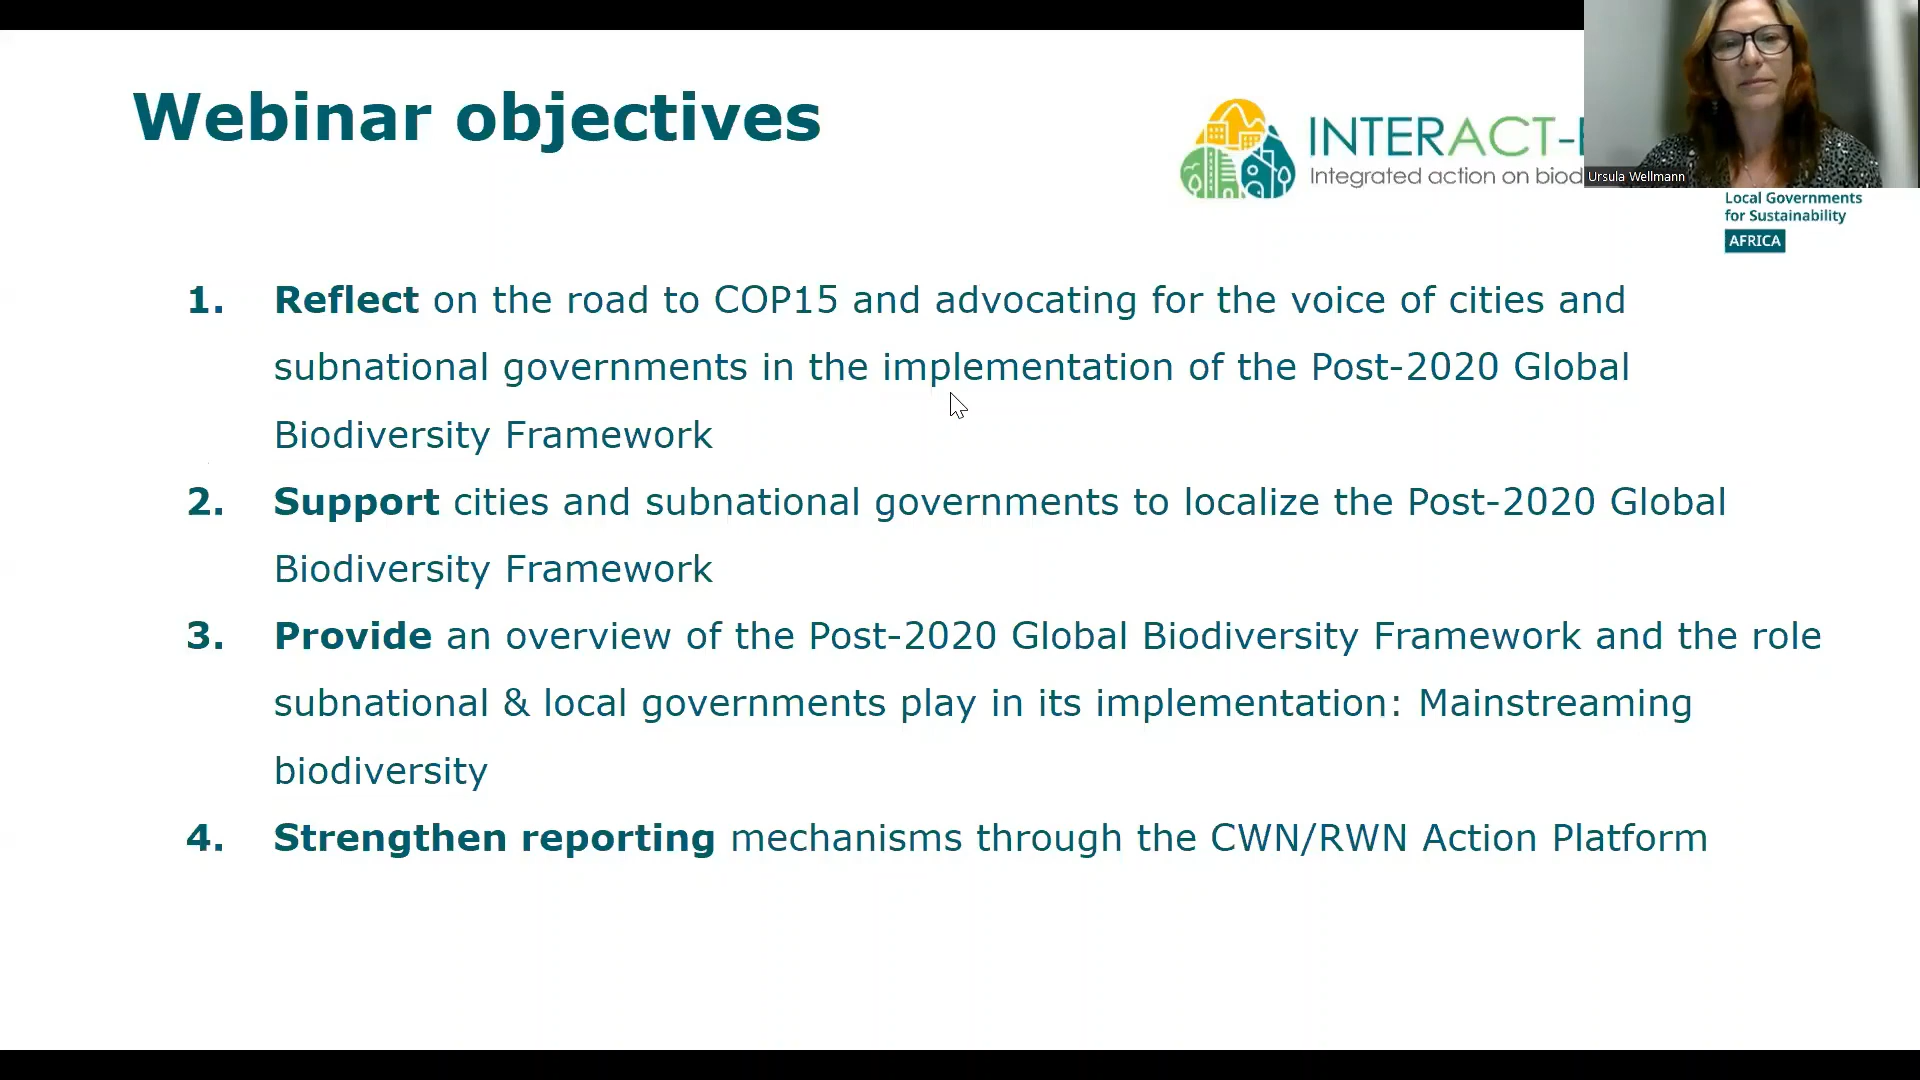 Webinar objectives
INTERACT-
Integrated action on biod
Ursula Wellmann
Local Governments
for Sustainability
AFRICA
1. Reflect on the road to COP15 and advocating for the voice of cities and
subnational governments in the implementation of the Post-2020 Global
Biodiversity Framework
2. Support cities and subnational governments to localize the Post-2020 Global
Biodiversity Framework
3. Provide an overview of the Post-2020 Global Biodiversity Framework and the role
subnational & local governments play in its implementation: Mainstreaming
biodiversity
4. Strengthen reporting mechanisms through the CWN/RWN Action Platform